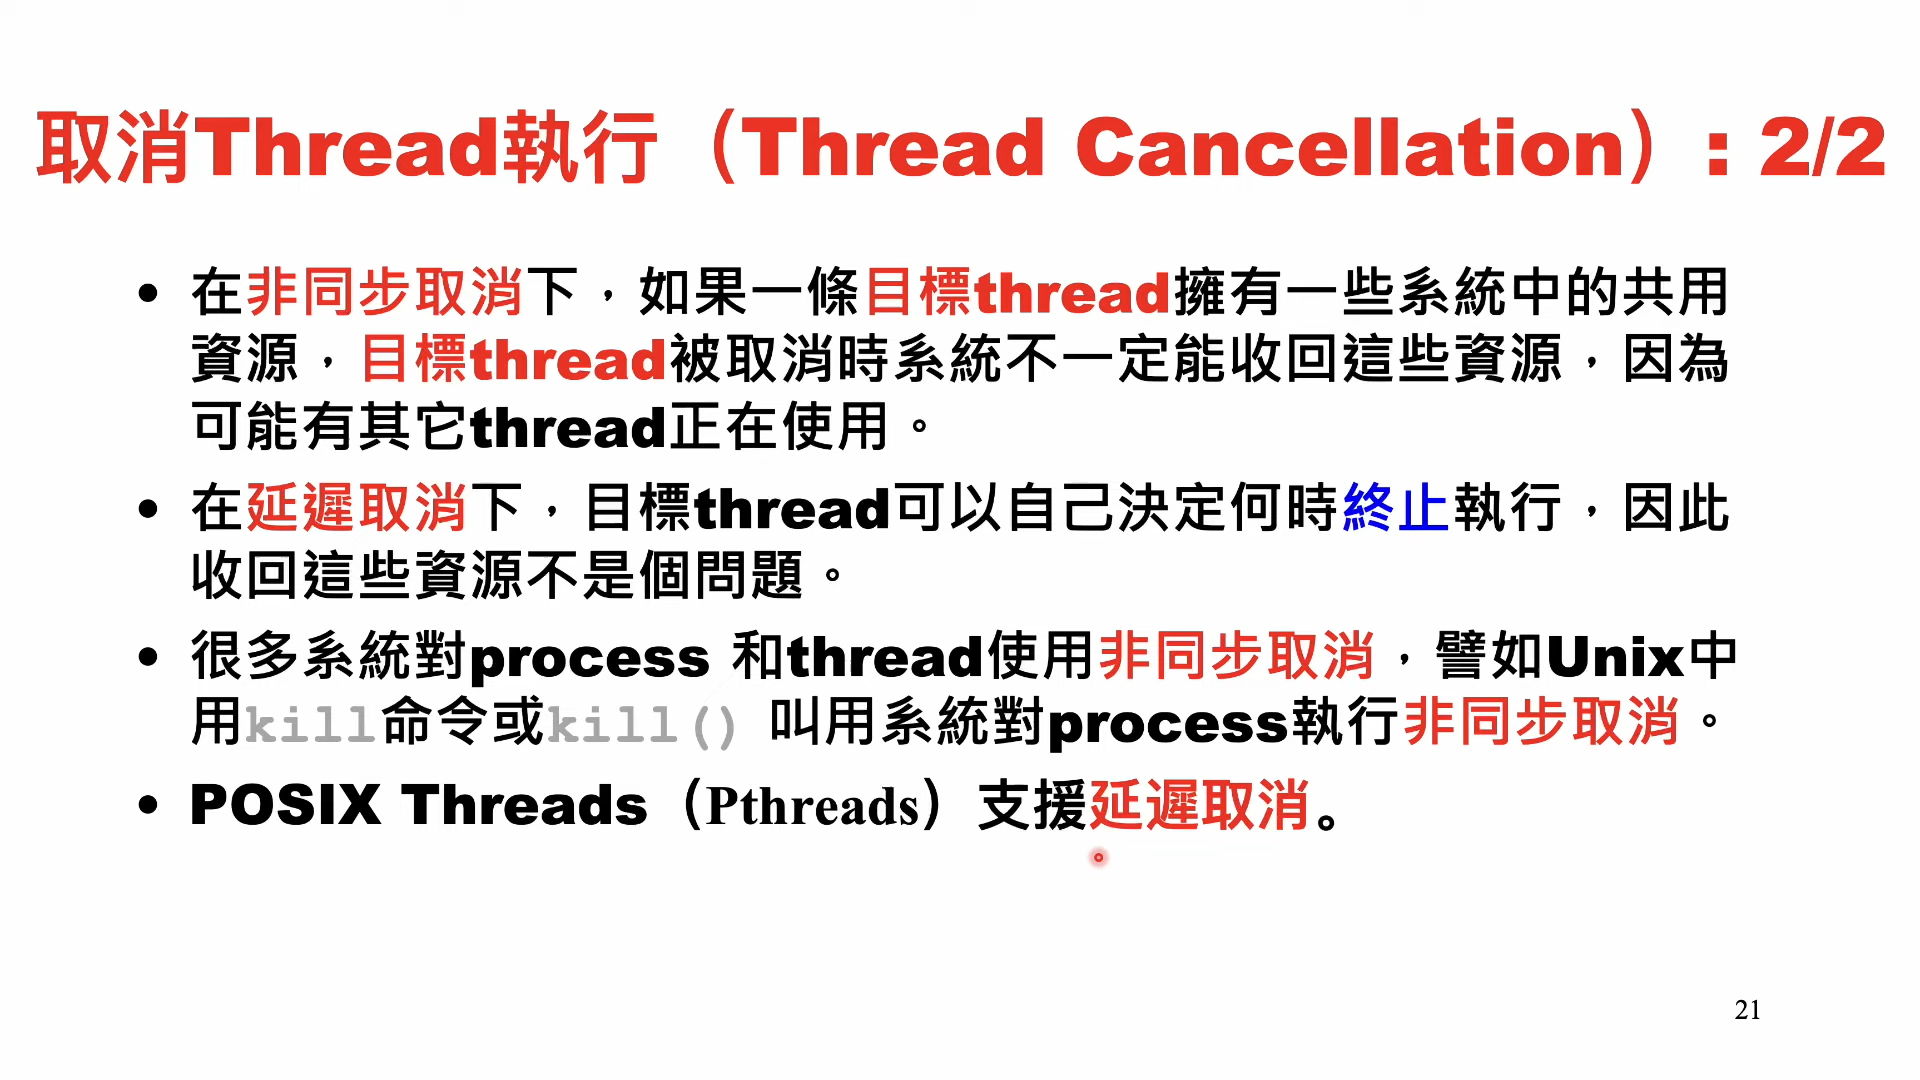 取消Thread執行（Thread Cancellation）: 2/2
• 在非同步取消下，如果一條目標thread擁有一些系統中的共用
資源，目標thread被取消時系統不一定能收回這些資源，因為
可能有其它thread正在使用。
• 在延遲取消下，目標thread可以自己決定何時終止執行，因此
收回這些資源不是個問題。
• 很多系統對process 和thread使用非同步取消，譬如Unix中
用kill命令或kill() 叫用系統對process執行非同步取消。
• POSIX Threads（Pthreads）支援延遲取消。
21